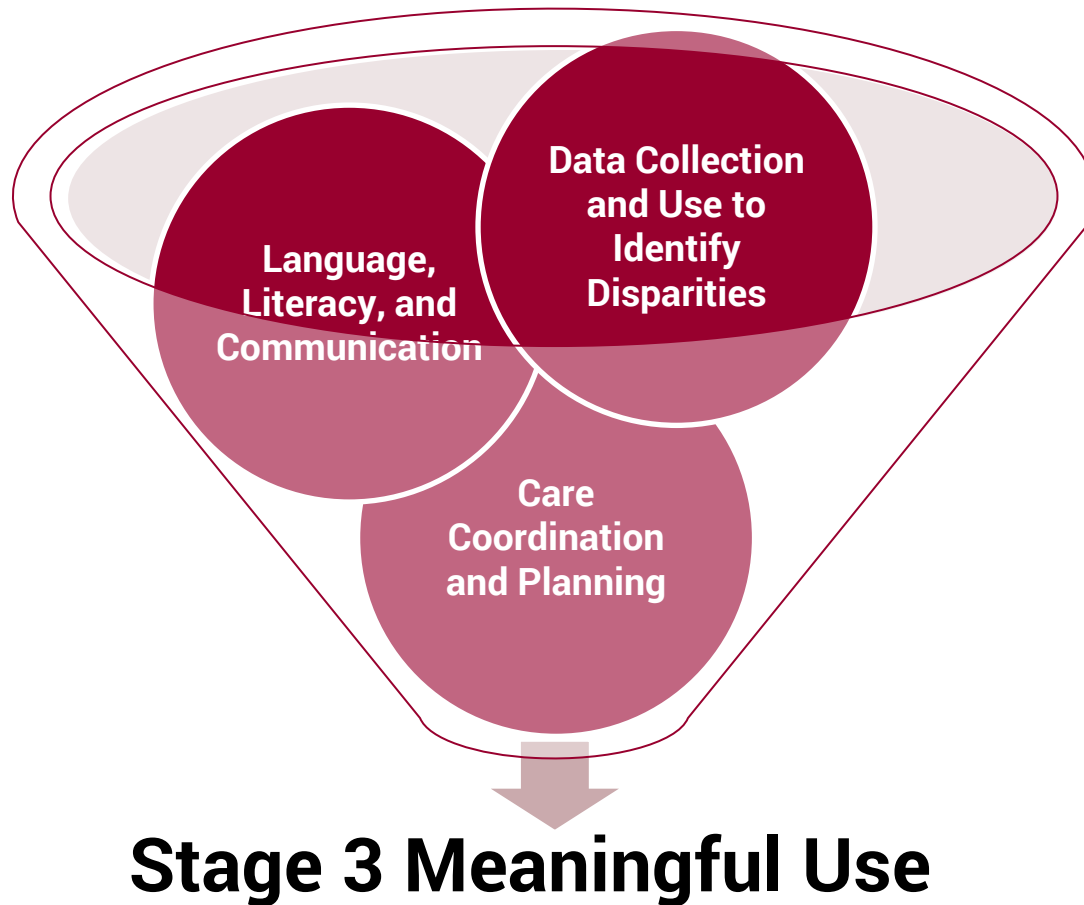 Data Collection
and Use to
Identify
Disparities
Language,
Literacy, and
Communication
Care
Coordination
and Planning
Stage 3 Meaningful Use